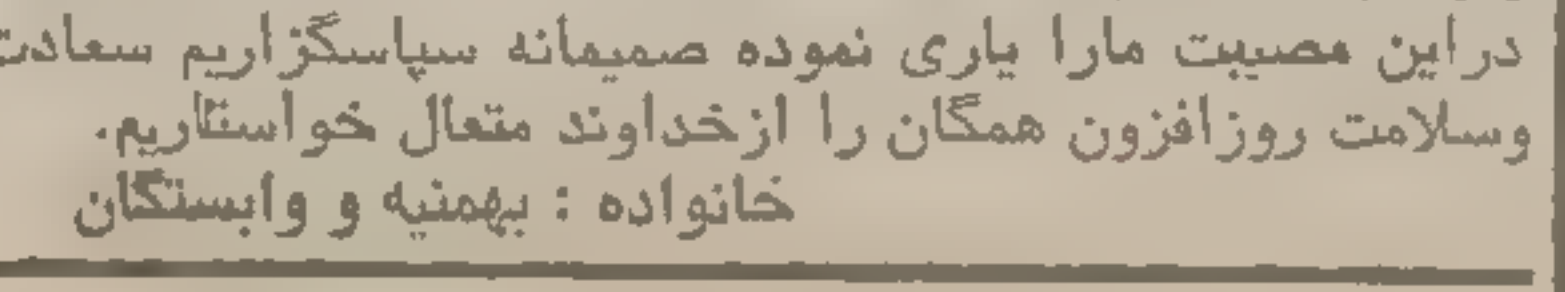 دراین مصیبت مارا یاری نموده صمیمانه سپاسگزاریم سعادت
وسلامت روزافزون همگان را ازخداوند متعال خواستاریم.
خانواده : بهمنیه و وابستگان